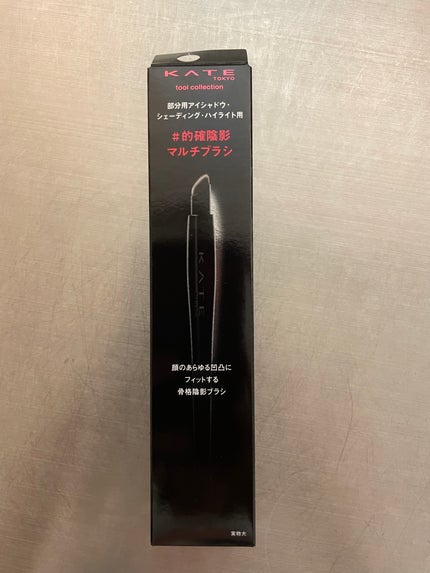 KATE
TOKYO
tool collection
部分用アイシャドウ・
シェーディング・ハイライト用
#的確陰影
マルチブラシ
KATE
顔のあらゆる凹凸に
フィットする
骨格陰影ブラシ
実物大